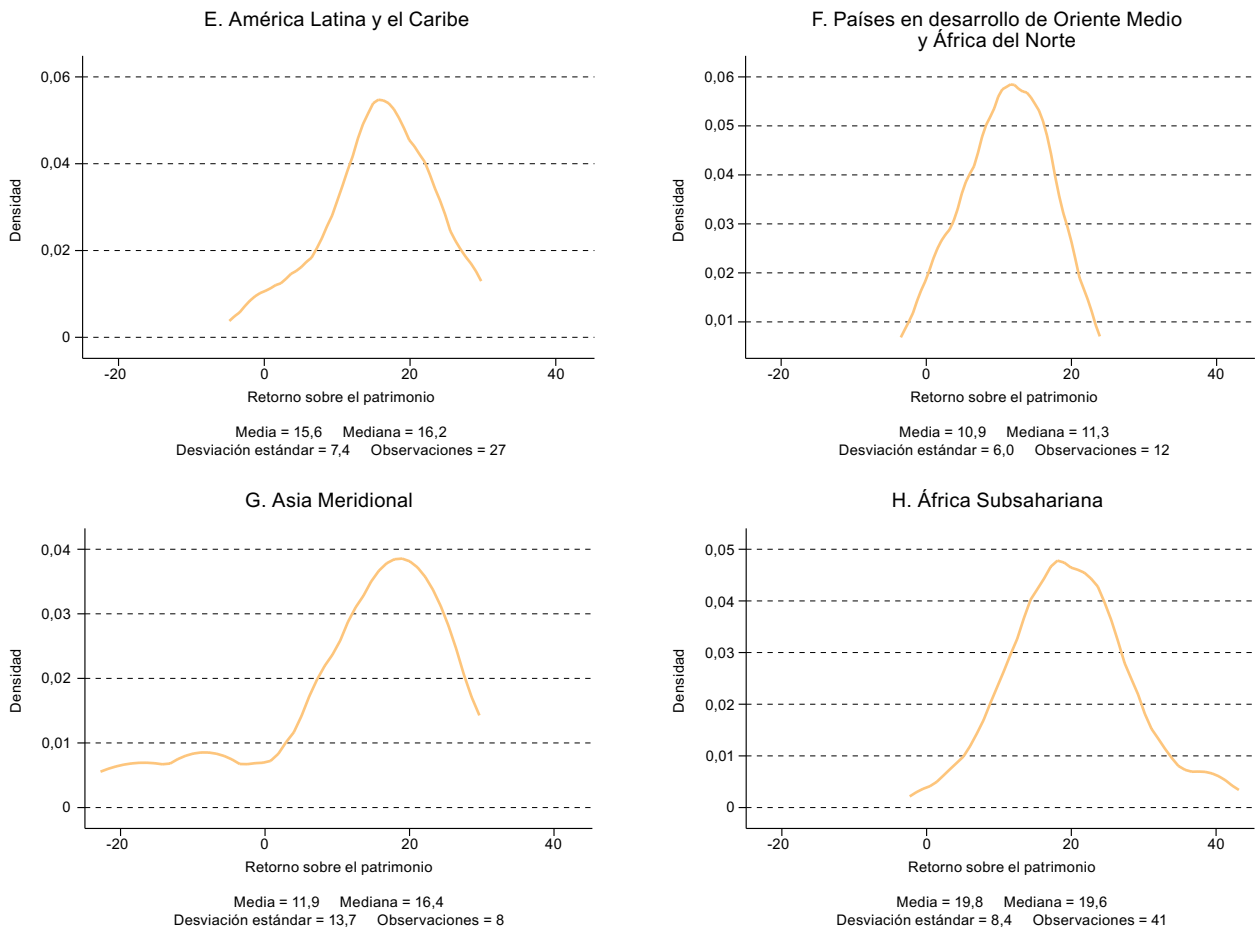 E. América Latina y el Caribe
0,06
0,04
0,02
0
Densidad
-20 0 20 40
Retorno sobre el patrimonio
Media = 15,6 Mediana = 16,2
Desviación estándar = 7,4 Observaciones = 27
F. Países en desarrollo de Oriente Medio
y África del Norte
0,06
0,05
0,04
0,03
0,02
0,01
Densidad
-20 0 20 40
Retorno sobre el patrimonio
Media = 10,9 Mediana = 11,3
Desviación estándar = 6,0 Observaciones = 12
G. Asia Meridional
0,04
0,03
0,02
0,01
0
Densidad
-20 0 20 40
Retorno sobre el patrimonio
Media = 11,9 Mediana = 16,4
Desviación estándar = 13,7 Observaciones = 8
H. África Subsahariana
0,05
0,04
0,03
0,02
0,01
0
Densidad
-20 0 20 40
Retorno sobre el patrimonio
Media = 19,8 Mediana = 19,6
Desviación estándar = 8,4 Observaciones = 41